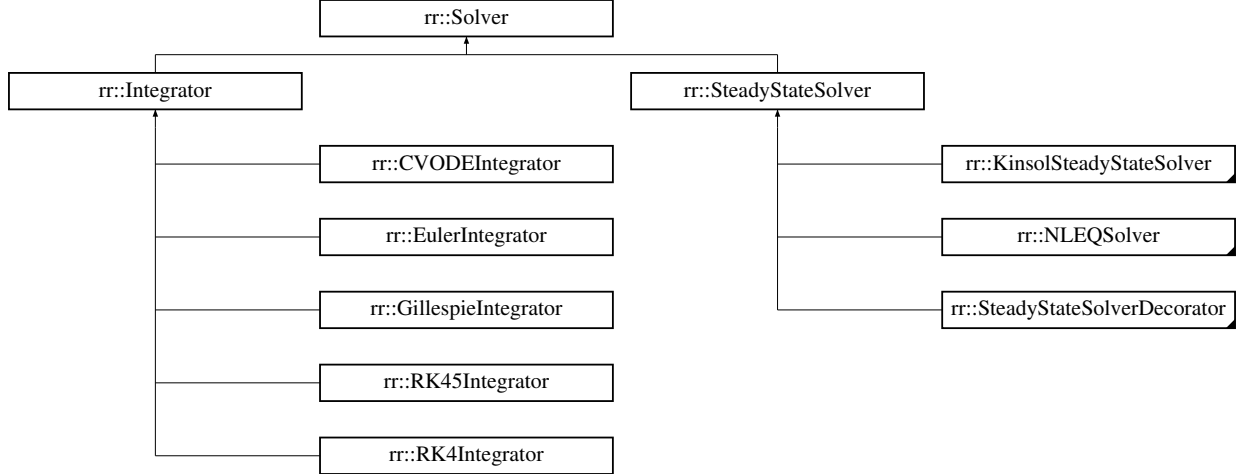 rr::Solver
rr::Integrator
rr::SteadyStateSolver
rr::CVODEIntegrator
rr::KinsolSteadyStateSolver
rr::EulerIntegrator
rr::NLEQSolver
rr::GillespieIntegrator
rr::SteadyStateSolverDecorator
rr::RK45Integrator
rr::RK4Integrator